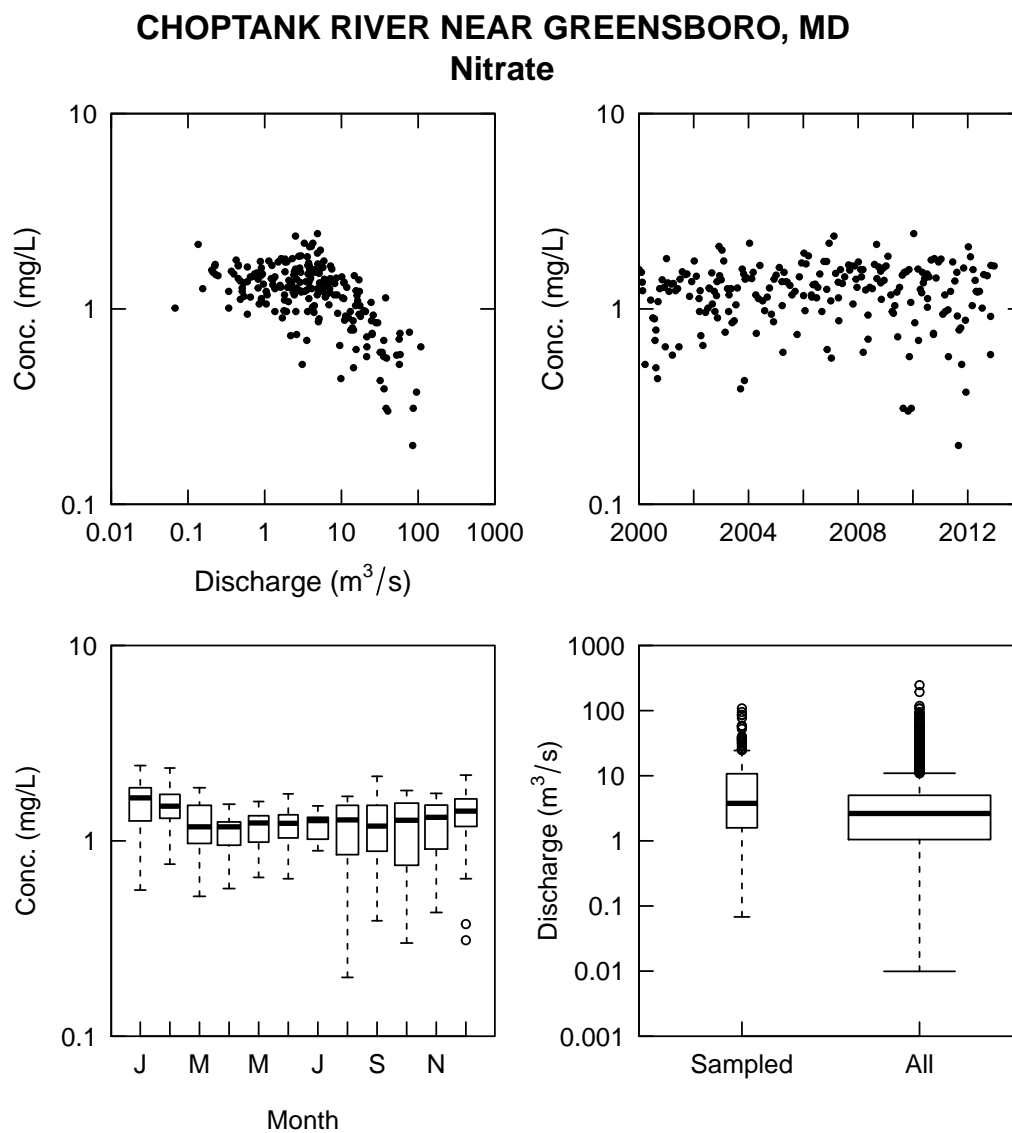 CHOPTANK RIVER NEAR GREENSBORO, MD
Nitrate
10
1
0.1
Conc. (mg/L)
0.01 0.1 1 10 100 1000
Discharge (m³/s)
10
1
0.1
Conc. (mg/L)
2000 2004 2008 2012
10
1
0.1
Conc. (mg/L)
J M M J S N
Month
1000
100
10
1
0.1
0.01
0.001
Discharge (m³/s)
Sampled All